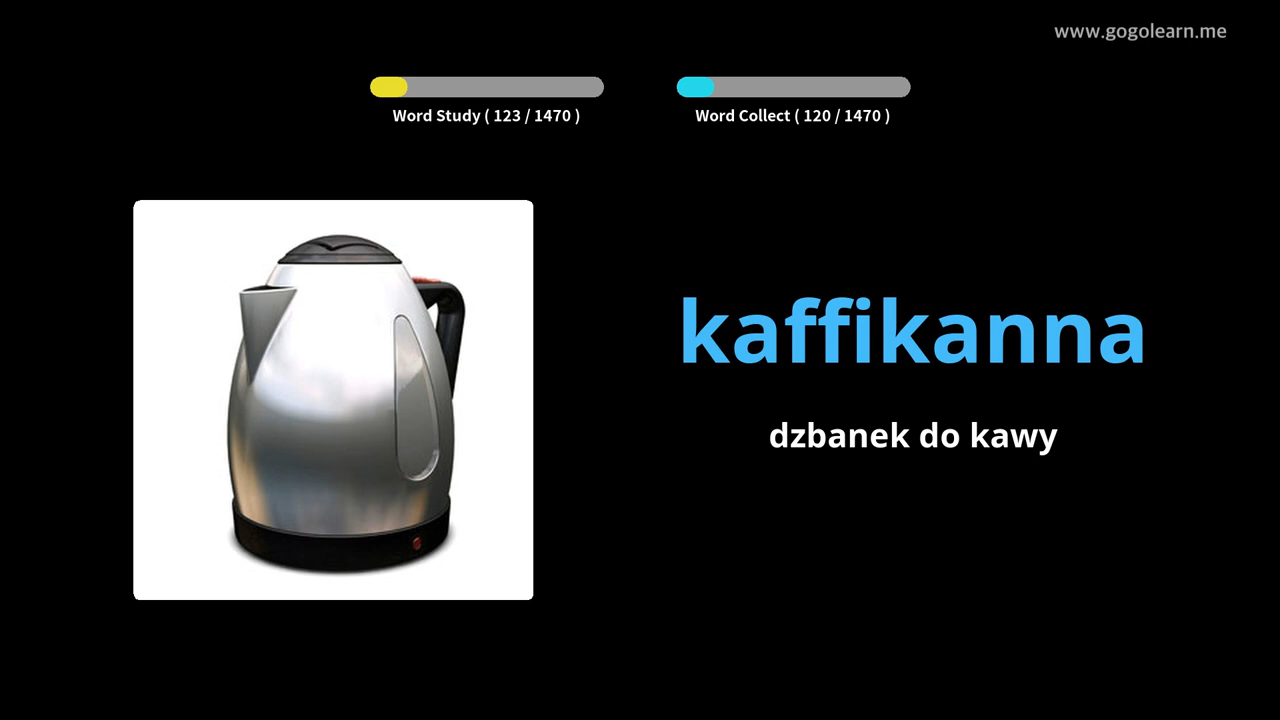 www.gogolearn.me
Word Study ( 123 / 1470 )
Word Collect ( 120 / 1470 )
kaffikanna
dzbanek do kawy